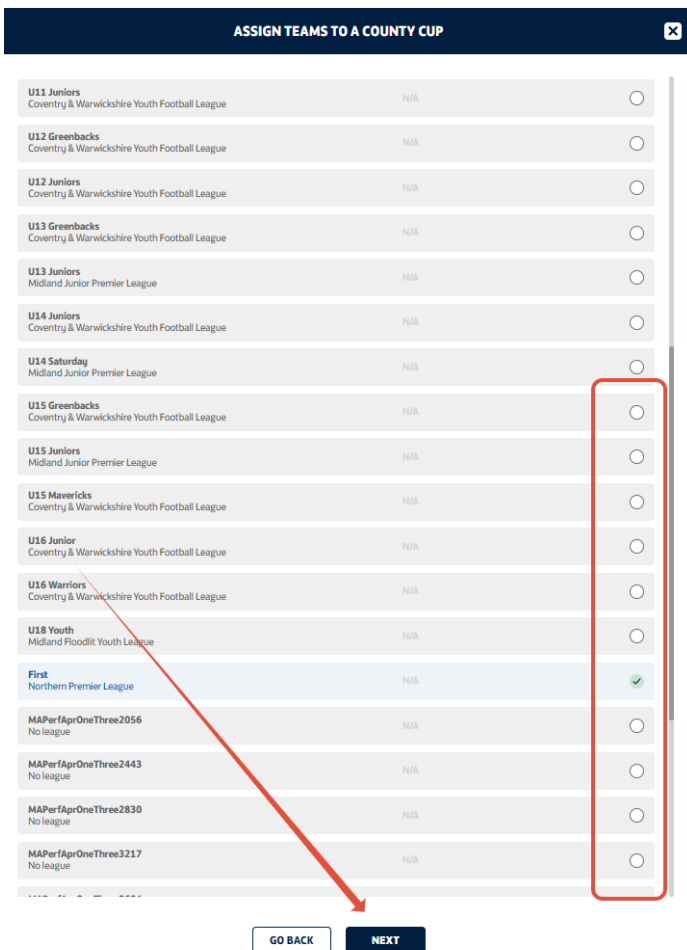 ASSIGN TEAMS TO A COUNTY CUP
U11 Juniors
Coventry & Warwickshire Youth Football League
N/A
U12 Greenbacks
Coventry & Warwickshire Youth Football League
N/A
U12 Juniors
Coventry & Warwickshire Youth Football League
N/A
U13 Greenbacks
Coventry & Warwickshire Youth Football League
N/A
U13 Juniors
Midland Junior Premier League
N/A
U14 Juniors
Coventry & Warwickshire Youth Football League
N/A
U14 Saturday
Midland Junior Premier League
N/A
U15 Greenbacks
Coventry & Warwickshire Youth Football League
N/A
U15 Juniors
Midland Junior Premier League
N/A
U15 Mavericks
Coventry & Warwickshire Youth Football League
N/A
U16 Junior
Coventry & Warwickshire Youth Football League
N/A
U16 Warriors
Coventry & Warwickshire Youth Football League
N/A
U18 Youth
Midland Floodlit Youth League
N/A
First
Northern Premier League
N/A
MAPerfAprOneThree2056
No league
N/A
MAPerfAprOneThree2443
No league
N/A
MAPerfAprOneThree2830
No league
N/A
MAPerfAprOneThree3217
No league
N/A
GO BACK
NEXT